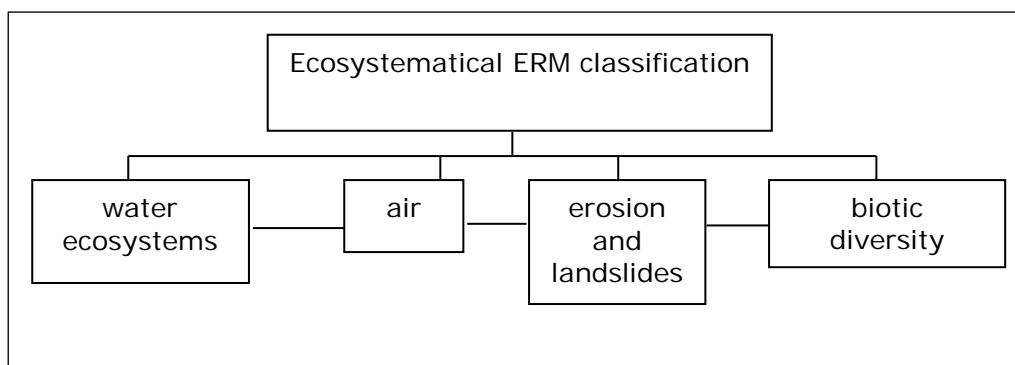 Ecosystematical ERM classification
water
ecosystems
air
erosion
and
landslides
biotic
diversity